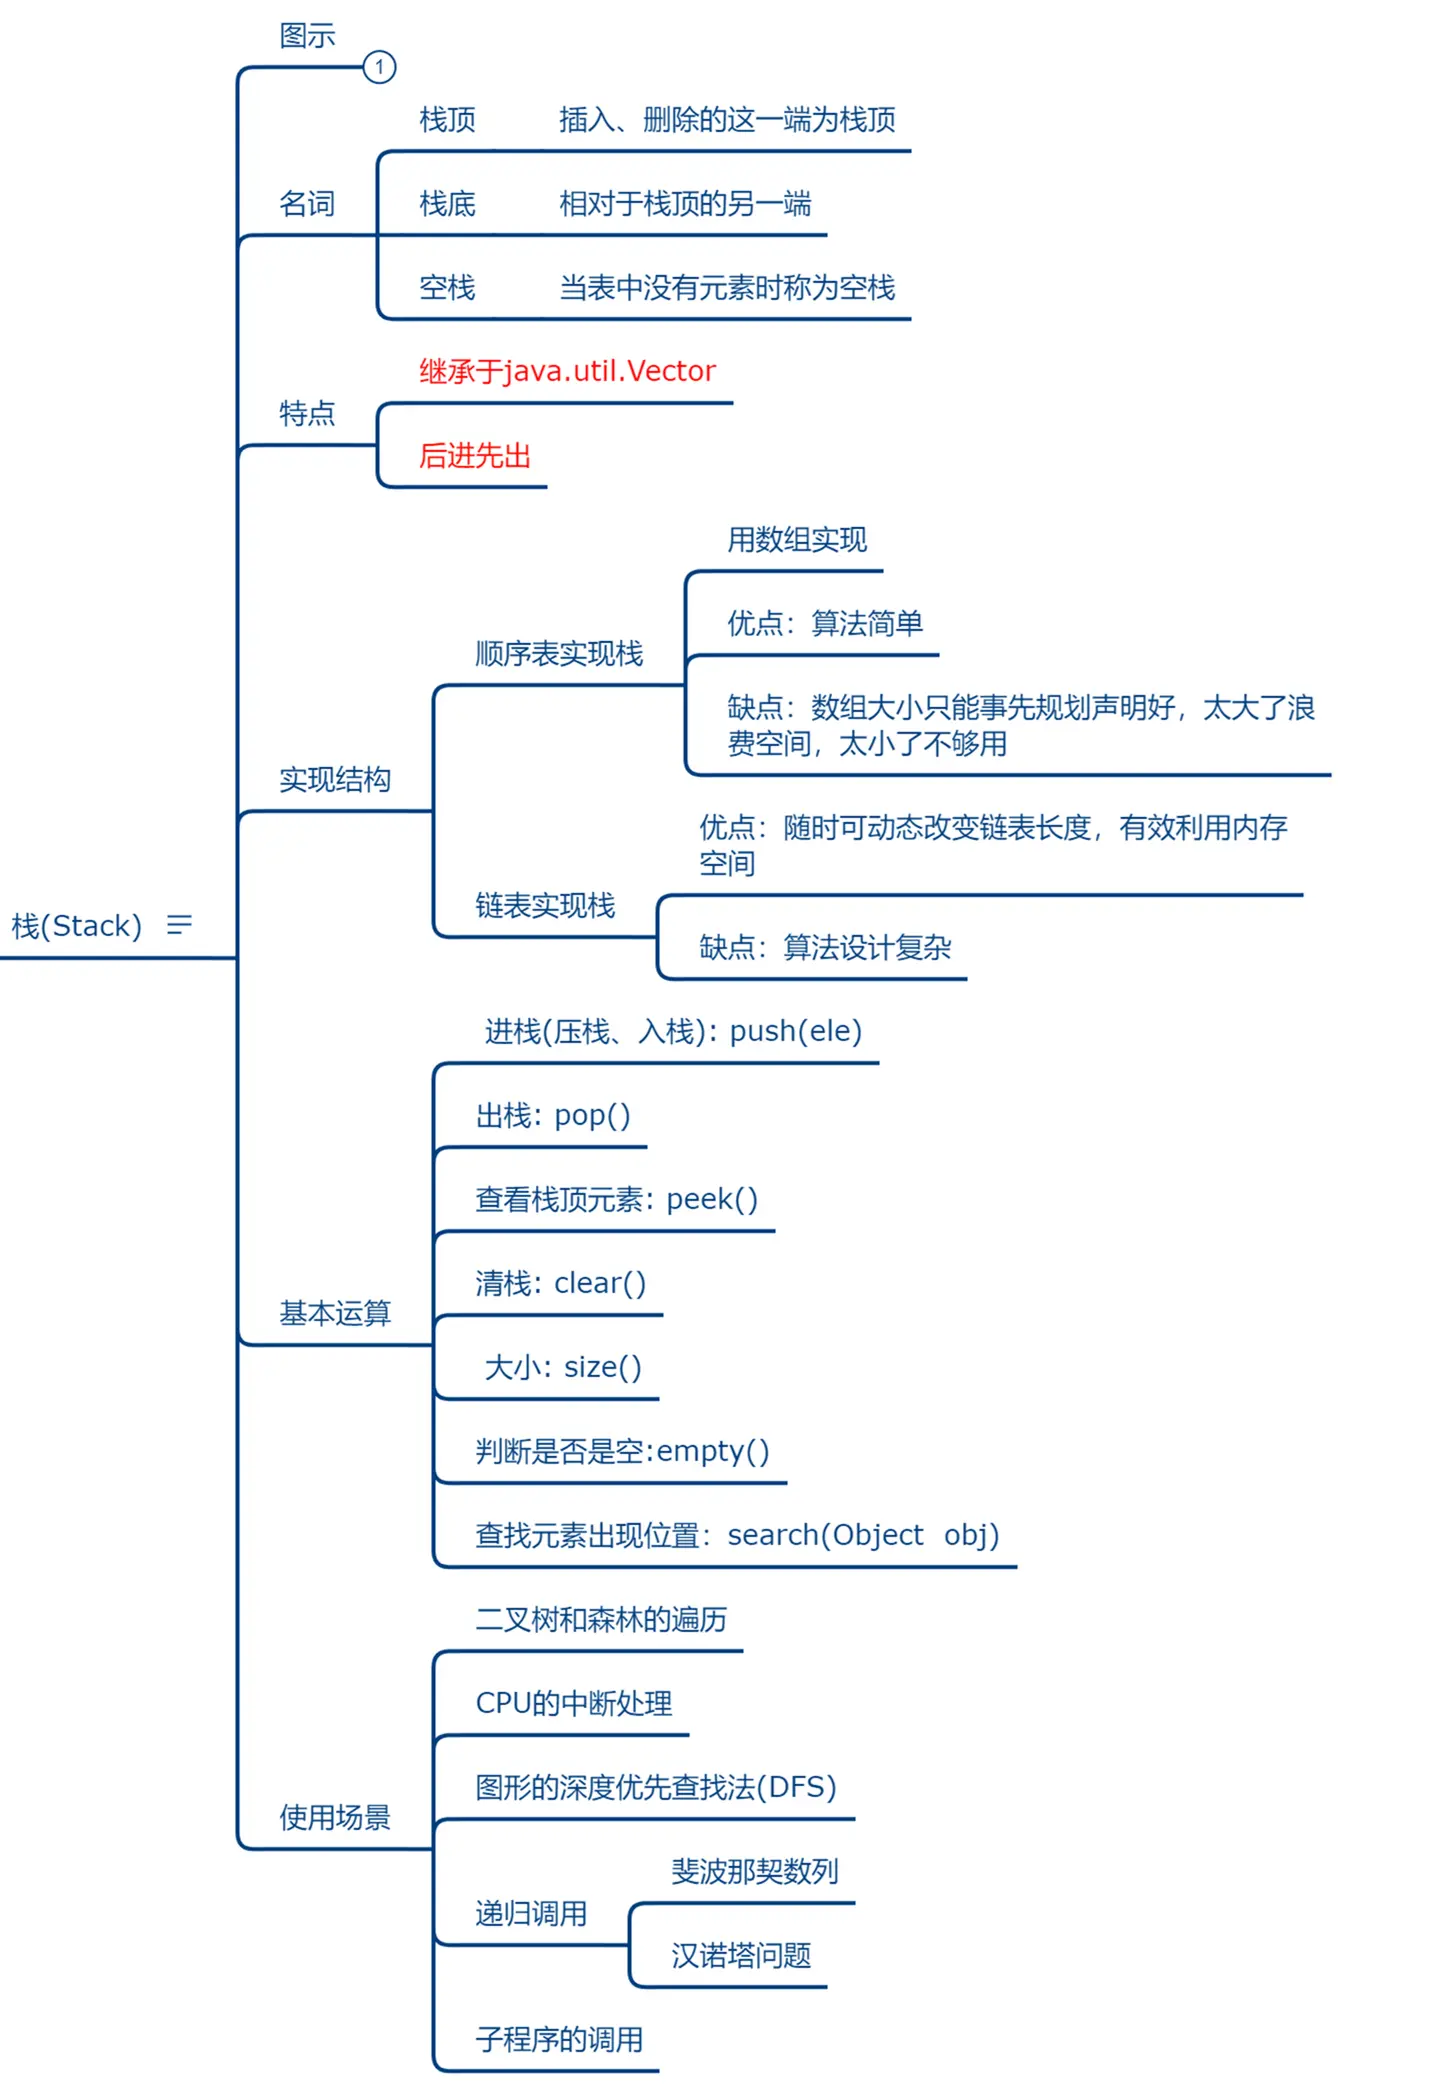 图示
1
栈顶
插入、删除的这一端为栈顶
名词
栈底
相对于栈顶的另一端
空栈
当表中没有元素时称为空栈
特点
继承于java.util.Vector
后进先出
实现结构
顺序表实现栈
用数组实现
优点：算法简单
缺点：数组大小只能事先规划声明好，太大了浪
费空间，太小了不够用
链表实现栈
优点：随时可动态改变链表长度，有效利用内存
空间
缺点：算法设计复杂
栈(Stack)
基本运算
进栈(压栈、入栈): push(ele)
出栈: pop()
查看栈顶元素: peek()
清栈: clear()
大小: size()
判断是否是空:empty()
查找元素出现位置：search(Object obj)
使用场景
二叉树和森林的遍历
CPU的中断处理
图形的深度优先查找法(DFS)
递归调用
斐波那契数列
汉诺塔问题
子程序的调用